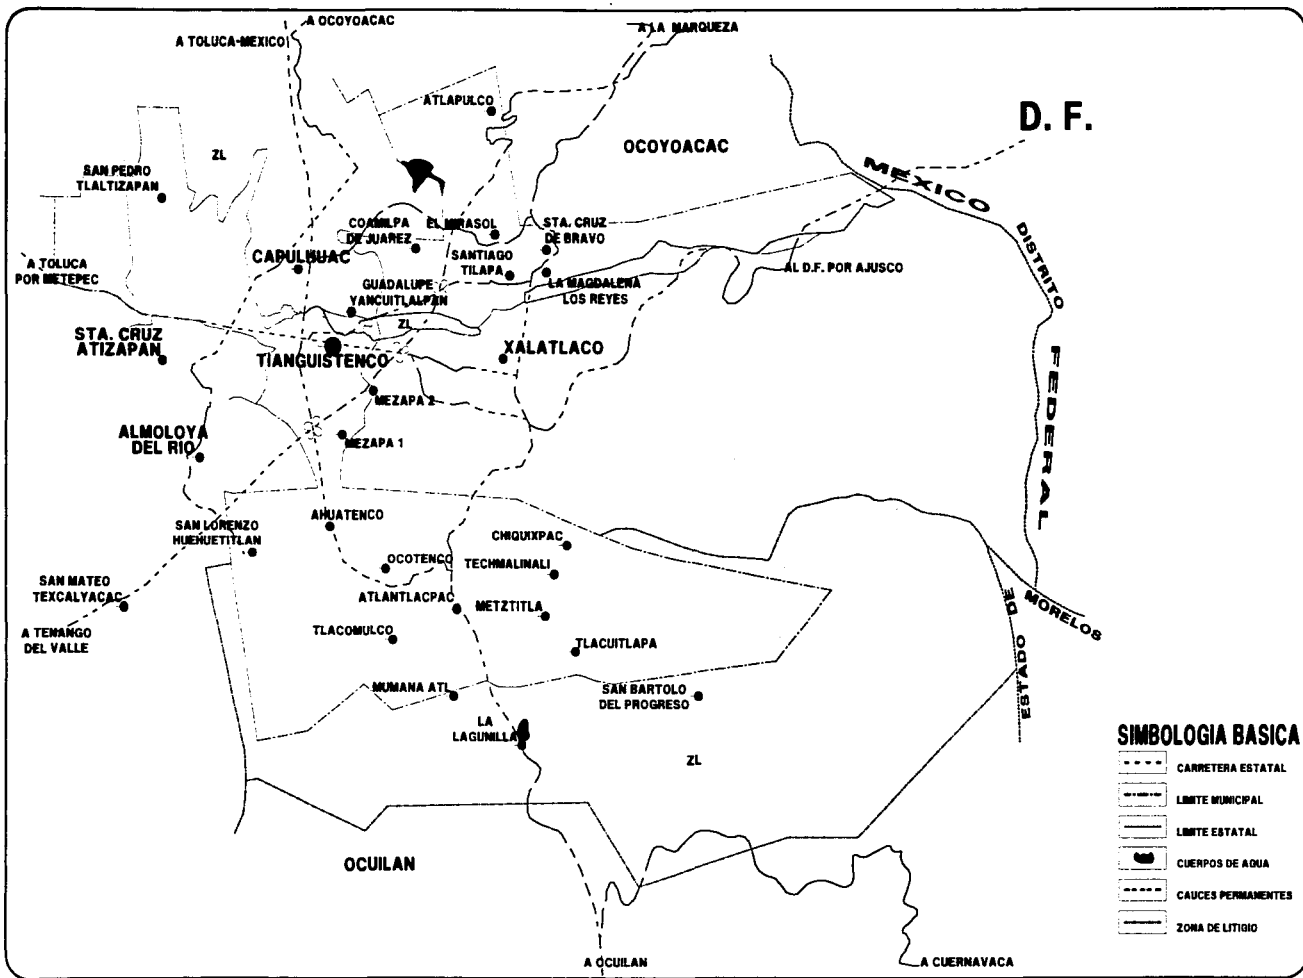 A OCOYOACAC
A TOLUCA-MEXICO
A LA MARQUEZA
ATLAPULCO
D. F.
OCOYOACAC
ZL
SAN PEDRO
TLALTIZAPAN
MEXICO
COAMILPA
DE JUAREZ
EL MIRASOL
STA. CRUZ
DE BRAVO
DISTRITO
FEDERAL
A TOLUCA
POR METEPEC
CAPULHUAC
SANTIAGO
TILAPA
AL D.F. POR AJUSCO
GUADALUPE
YANCUITLALPAN
LA MAGDALENA
LOS REYES
ZL
STA. CRUZ
ATIZAPAN
TIANGUISTENCO
XALATLACO
MEZAPA 2
ALMOLOYA
DEL RIO
MEZAPA 1
AHUATENCO
SAN LORENZO
HUEHUETITLAN
CHIQUIXPAC
OCOTENCO
TECHMALINALI
SAN MATEO
TEXCALYACAC
ATLANTLACPAC
METZTITLA
MORELOS
ESTADO DE
A TENANGO
DEL VALLE
TLACOMULCO
TLACUITLAPA
MUMANA ATL
SAN BARTOLO
DEL PROGRESO
LA
LAGUNILLA
ZL
OCUILAN
A OCUILAN
A CUERNAVACA
SIMBOLOGIA BASICA
CARRETERA ESTATAL
LIMITE MUNICIPAL
LIMITE ESTATAL
CUERPOS DE AGUA
CAUCES PERMANENTES
ZONA DE LITIGIO